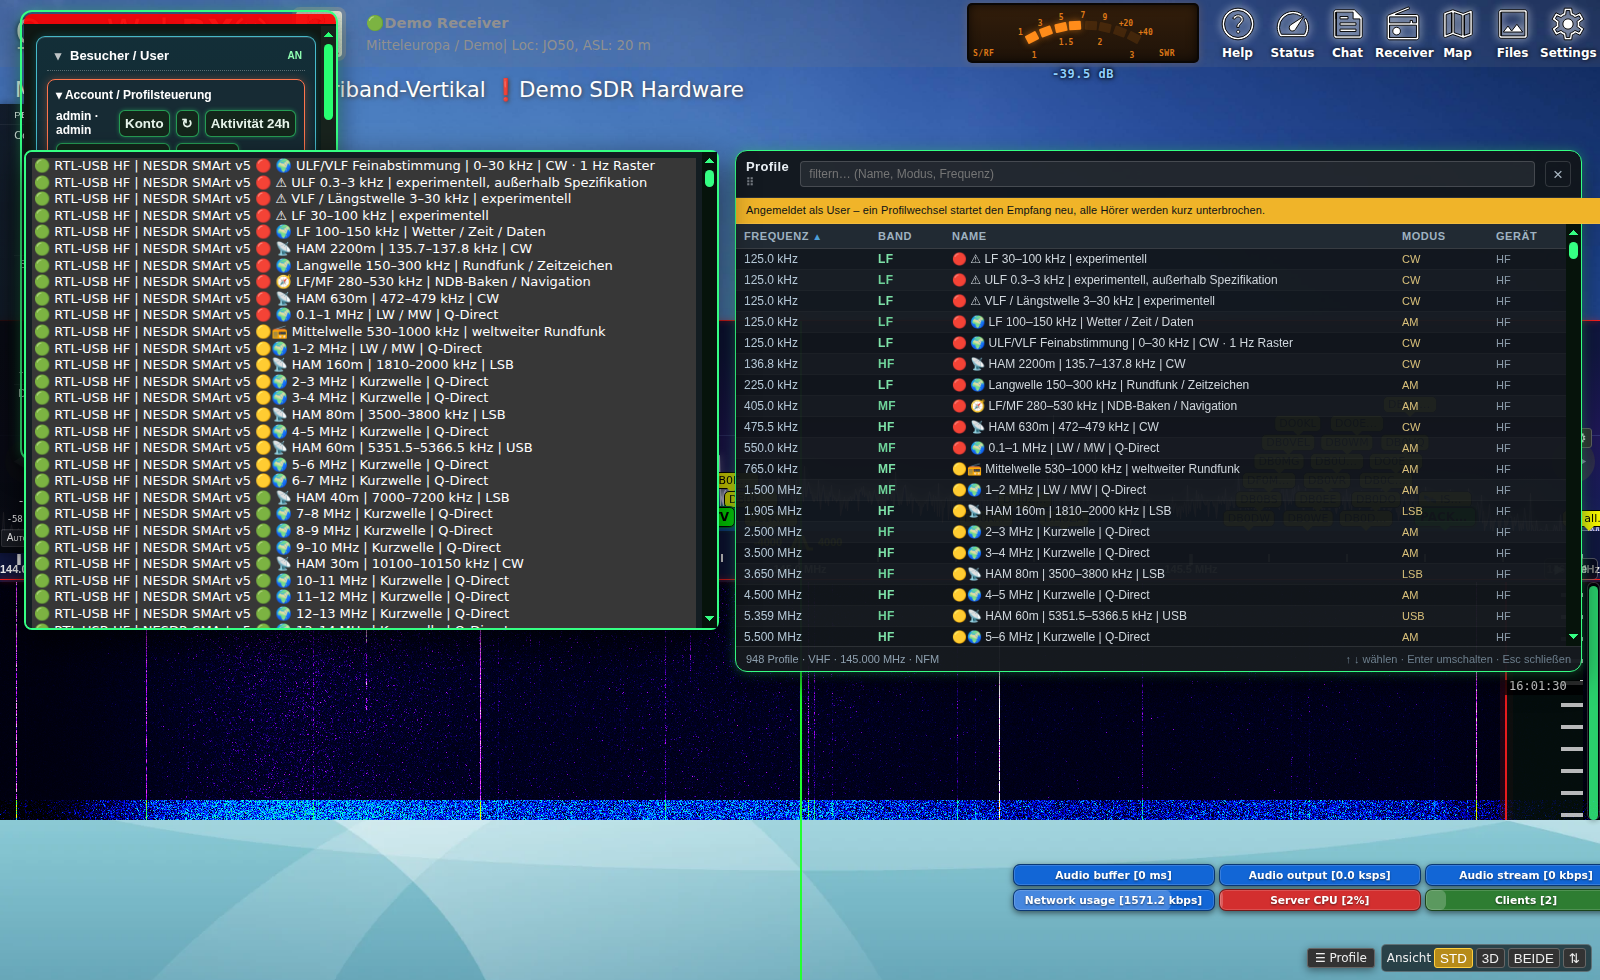 Demo Receiver
Mitteleuropa / Demo| Loc: JO50, ASL: 20 m
iband-Vertikal ❗Demo SDR Hardware
1 3 5 7 9 +20 +40
1.5 2
S/RF 1 3 SWR
-39.5 dB
Help Status Chat Receiver Map Files Settings
▼ Besucher / User AN
▾ Account / Profilsteuerung
admin · admin
Konto ↻ Aktivität 24h
🟢 RTL-USB HF | NESDR SMArt v5 🔴 🌍 ULF/VLF Feinabstimmung | 0–30 kHz | CW · 1 Hz Raster
🟢 RTL-USB HF | NESDR SMArt v5 🔴 ⚠ ULF 0.3–3 kHz | experimentell, außerhalb Spezifikation
🟢 RTL-USB HF | NESDR SMArt v5 🔴 ⚠ VLF / Längstwelle 3–30 kHz | experimentell
🟢 RTL-USB HF | NESDR SMArt v5 🔴 ⚠ LF 30–100 kHz | experimentell
🟢 RTL-USB HF | NESDR SMArt v5 🔴 🌍 LF 100–150 kHz | Wetter / Zeit / Daten
🟢 RTL-USB HF | NESDR SMArt v5 🔴 📡 HAM 2200m | 135.7–137.8 kHz | CW
🟢 RTL-USB HF | NESDR SMArt v5 🔴 🌍 Langwelle 150–300 kHz | Rundfunk / Zeitzeichen
🟢 RTL-USB HF | NESDR SMArt v5 🔴 🧭 LF/MF 280–530 kHz | NDB-Baken / Navigation
🟢 RTL-USB HF | NESDR SMArt v5 🔴 📡 HAM 630m | 472–479 kHz | CW
🟢 RTL-USB HF | NESDR SMArt v5 🔴 🌍 0.1–1 MHz | LW / MW | Q-Direct
🟢 RTL-USB HF | NESDR SMArt v5 🟡📻 Mittelwelle 530–1000 kHz | weltweiter Rundfunk
🟢 RTL-USB HF | NESDR SMArt v5 🟡🌍 1–2 MHz | LW / MW | Q-Direct
🟢 RTL-USB HF | NESDR SMArt v5 🟡📡 HAM 160m | 1810–2000 kHz | LSB
🟢 RTL-USB HF | NESDR SMArt v5 🟡🌍 2–3 MHz | Kurzwelle | Q-Direct
🟢 RTL-USB HF | NESDR SMArt v5 🟡🌍 3–4 MHz | Kurzwelle | Q-Direct
🟢 RTL-USB HF | NESDR SMArt v5 🟡📡 HAM 80m | 3500–3800 kHz | LSB
🟢 RTL-USB HF | NESDR SMArt v5 🟡🌍 4–5 MHz | Kurzwelle | Q-Direct
🟢 RTL-USB HF | NESDR SMArt v5 🟡📡 HAM 60m | 5351.5–5366.5 kHz | USB
🟢 RTL-USB HF | NESDR SMArt v5 🟡🌍 5–6 MHz | Kurzwelle | Q-Direct
🟢 RTL-USB HF | NESDR SMArt v5 🟡🌍 6–7 MHz | Kurzwelle | Q-Direct
🟢 RTL-USB HF | NESDR SMArt v5 🟢 📡 HAM 40m | 7000–7200 kHz | LSB
🟢 RTL-USB HF | NESDR SMArt v5 🟢 🌍 7–8 MHz | Kurzwelle | Q-Direct
🟢 RTL-USB HF | NESDR SMArt v5 🟢 🌍 8–9 MHz | Kurzwelle | Q-Direct
🟢 RTL-USB HF | NESDR SMArt v5 🟢 🌍 9–10 MHz | Kurzwelle | Q-Direct
🟢 RTL-USB HF | NESDR SMArt v5 🟢 📡 HAM 30m | 10100–10150 kHz | CW
🟢 RTL-USB HF | NESDR SMArt v5 🟢 🌍 10–11 MHz | Kurzwelle | Q-Direct
🟢 RTL-USB HF | NESDR SMArt v5 🟢 🌍 11–12 MHz | Kurzwelle | Q-Direct
🟢 RTL-USB HF | NESDR SMArt v5 🟢 🌍 12–13 MHz | Kurzwelle | Q-Direct
Profile
filtern… (Name, Modus, Frequenz) ✕
Angemeldet als User – ein Profilwechsel startet den Empfang neu, alle Hörer werden kurz unterbrochen.
FREQUENZ ▲ BAND NAME MODUS GERÄT
125.0 kHz LF 🔴 ⚠ LF 30–100 kHz | experimentell CW HF
125.0 kHz LF 🔴 ⚠ ULF 0.3–3 kHz | experimentell, außerhalb Spezifikation CW HF
125.0 kHz LF 🔴 ⚠ VLF / Längstwelle 3–30 kHz | experimentell CW HF
125.0 kHz LF 🔴 🌍 LF 100–150 kHz | Wetter / Zeit / Daten AM HF
125.0 kHz LF 🔴 🌍 ULF/VLF Feinabstimmung | 0–30 kHz | CW · 1 Hz Raster CW HF
136.8 kHz HF 🔴 📡 HAM 2200m | 135.7–137.8 kHz | CW CW HF
225.0 kHz LF 🔴 🌍 Langwelle 150–300 kHz | Rundfunk / Zeitzeichen AM HF
405.0 kHz MF 🔴 🧭 LF/MF 280–530 kHz | NDB-Baken / Navigation AM HF
475.5 kHz HF 🔴 📡 HAM 630m | 472–479 kHz | CW CW HF
550.0 kHz MF 🔴 🌍 0.1–1 MHz | LW / MW | Q-Direct AM HF
765.0 kHz MF 🟡📻 Mittelwelle 530–1000 kHz | weltweiter Rundfunk AM HF
1.500 MHz MF 🟡🌍 1–2 MHz | LW / MW | Q-Direct AM HF
1.905 MHz HF 🟡📡 HAM 160m | 1810–2000 kHz | LSB LSB HF
2.500 MHz HF 🟡🌍 2–3 MHz | Kurzwelle | Q-Direct AM HF
3.500 MHz HF 🟡🌍 3–4 MHz | Kurzwelle | Q-Direct AM HF
3.650 MHz HF 🟡📡 HAM 80m | 3500–3800 kHz | LSB LSB HF
4.500 MHz HF 🟡🌍 4–5 MHz | Kurzwelle | Q-Direct AM HF
5.359 MHz HF 🟡📡 HAM 60m | 5351.5–5366.5 kHz | USB USB HF
5.500 MHz HF 🟡🌍 5–6 MHz | Kurzwelle | Q-Direct AM HF
948 Profile · VHF · 145.000 MHz · NFM ↑ ↓ wählen · Enter umschalten · Esc schließen
-58
144.
all.
16:01:30
Audio buffer [0 ms] Audio output [0.0 ksps] Audio stream [0 kbps]
Network usage [1571.2 kbps] Server CPU [2%] Clients [2]
☰ Profile Ansicht STD 3D BEIDE ⇅